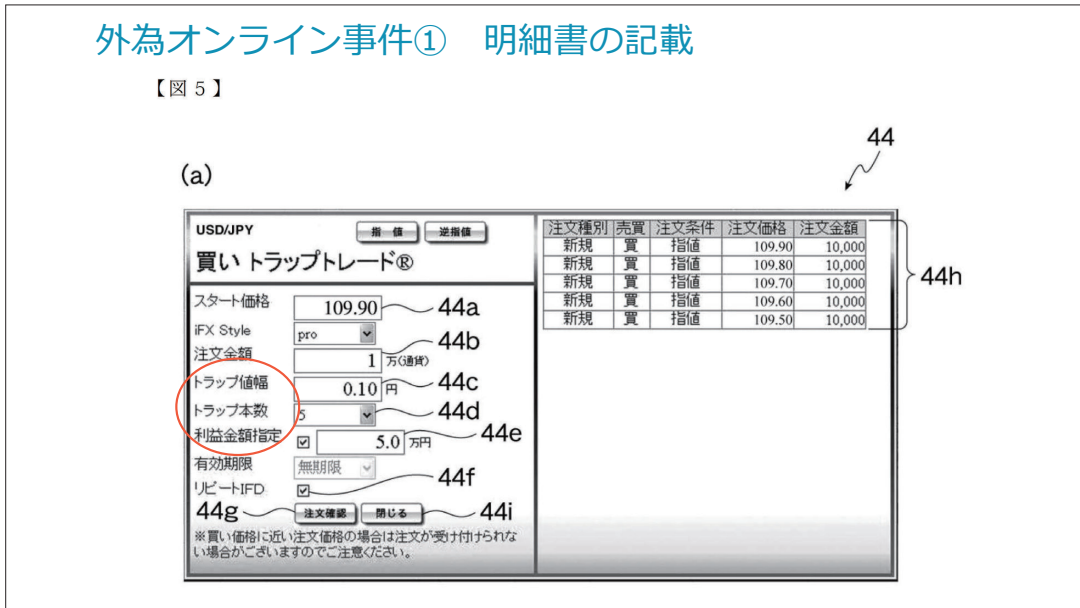 外為オンライン事件①　明細書の記載
【図５】
44
(a)
USD/JPY 指 値 逆指値
買い トラップトレード®
スタート価格 109.90 44a
iFX Style pro
44b
注文金額 1 万(通貨)
トラップ値幅 0.10 円 44c
トラップ本数 5 44d
利益金額指定 5.0 万円 44e
有効期限 無期限
44f
リピートIFD
44g 注文確認 閉じる 44i
※買い価格に近い注文価格の場合は注文が受け付けられな
い場合がございますのでご注意ください。
注文種別 売買 注文条件 注文価格 注文金額
新規 買 指値 109.90 10,000
新規 買 指値 109.80 10,000
新規 買 指値 109.70 10,000
新規 買 指値 109.60 10,000
新規 買 指値 109.50 10,000
44h